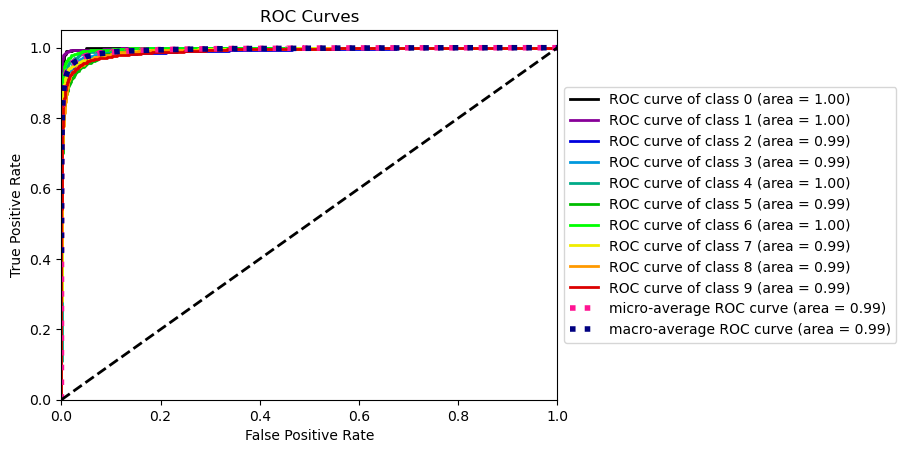 ROC Curves
1.0
0.8
0.6
0.4
0.2
0.0
True Positive Rate
0.0 0.2 0.4 0.6 0.8 1.0
False Positive Rate
ROC curve of class 0 (area = 1.00)
ROC curve of class 1 (area = 1.00)
ROC curve of class 2 (area = 0.99)
ROC curve of class 3 (area = 0.99)
ROC curve of class 4 (area = 1.00)
ROC curve of class 5 (area = 0.99)
ROC curve of class 6 (area = 1.00)
ROC curve of class 7 (area = 0.99)
ROC curve of class 8 (area = 0.99)
ROC curve of class 9 (area = 0.99)
micro-average ROC curve (area = 0.99)
macro-average ROC curve (area = 0.99)